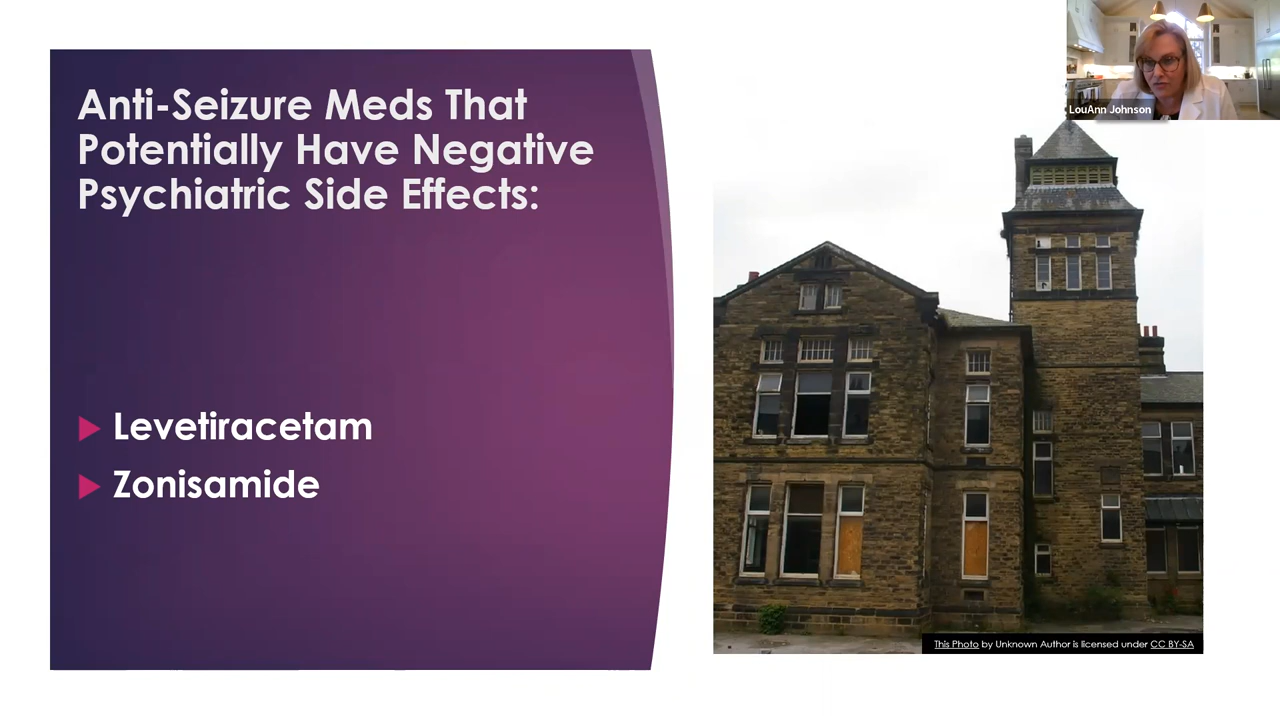 Anti-Seizure Meds That
Potentially Have Negative
Psychiatric Side Effects:
Levetiracetam
Zonisamide
LouAnn Johnson
This Photo by Unknown Author is licensed under CC BY-SA